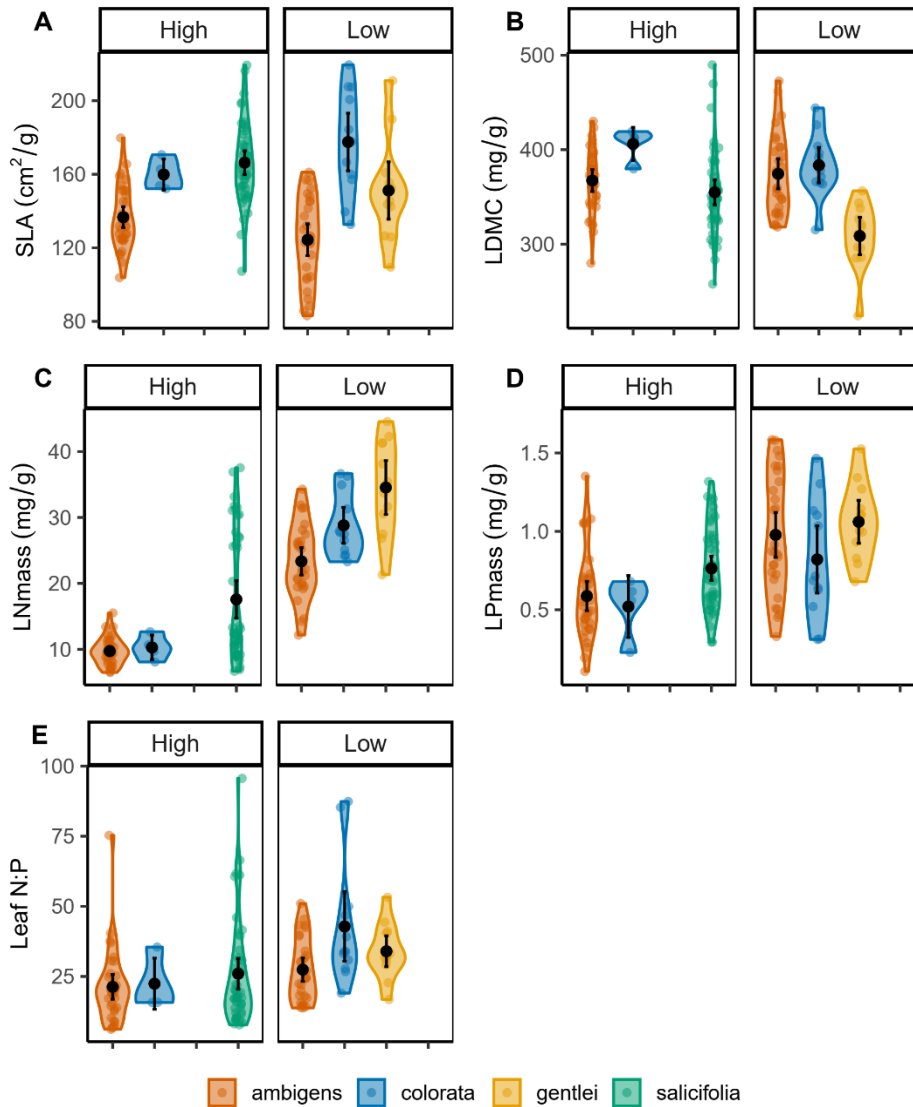 A
High
Low
SLA (cm²/g)
200
160
120
80
B
High
Low
LDMC (mg/g)
500
400
300
C
High
Low
LNmass (mg/g)
40
30
20
10
D
High
Low
LPmass (mg/g)
1.5
1.0
0.5
E
High
Low
Leaf N:P
100
75
50
25
ambigens colorata gentlei salicifolia